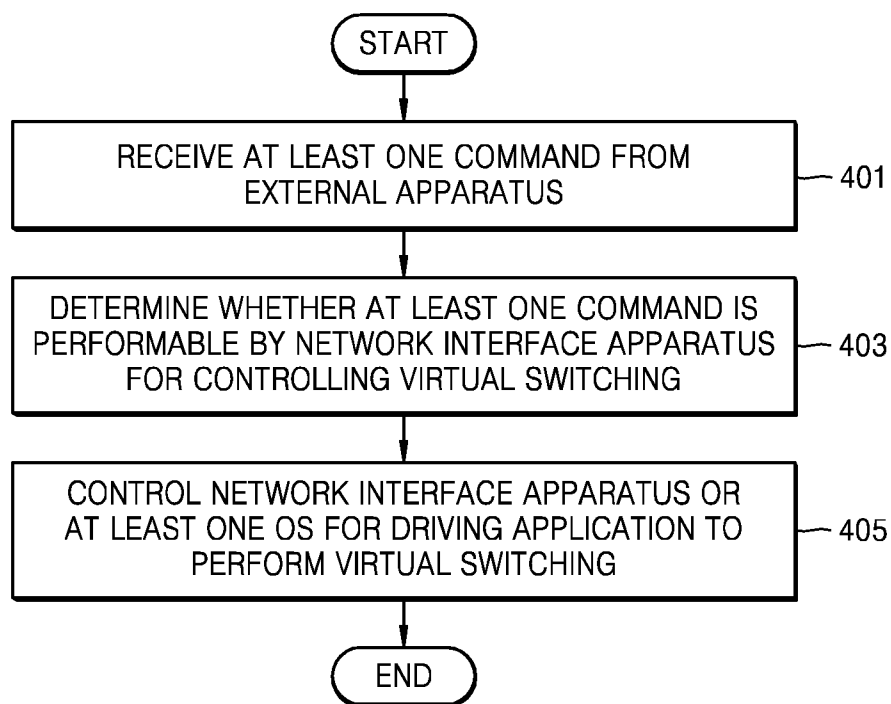 START
RECEIVE AT LEAST ONE COMMAND FROM
EXTERNAL APPARATUS
401
DETERMINE WHETHER AT LEAST ONE COMMAND IS
PERFORMABLE BY NETWORK INTERFACE APPARATUS
FOR CONTROLLING VIRTUAL SWITCHING
403
CONTROL NETWORK INTERFACE APPARATUS OR
AT LEAST ONE OS FOR DRIVING APPLICATION TO
PERFORM VIRTUAL SWITCHING
405
END